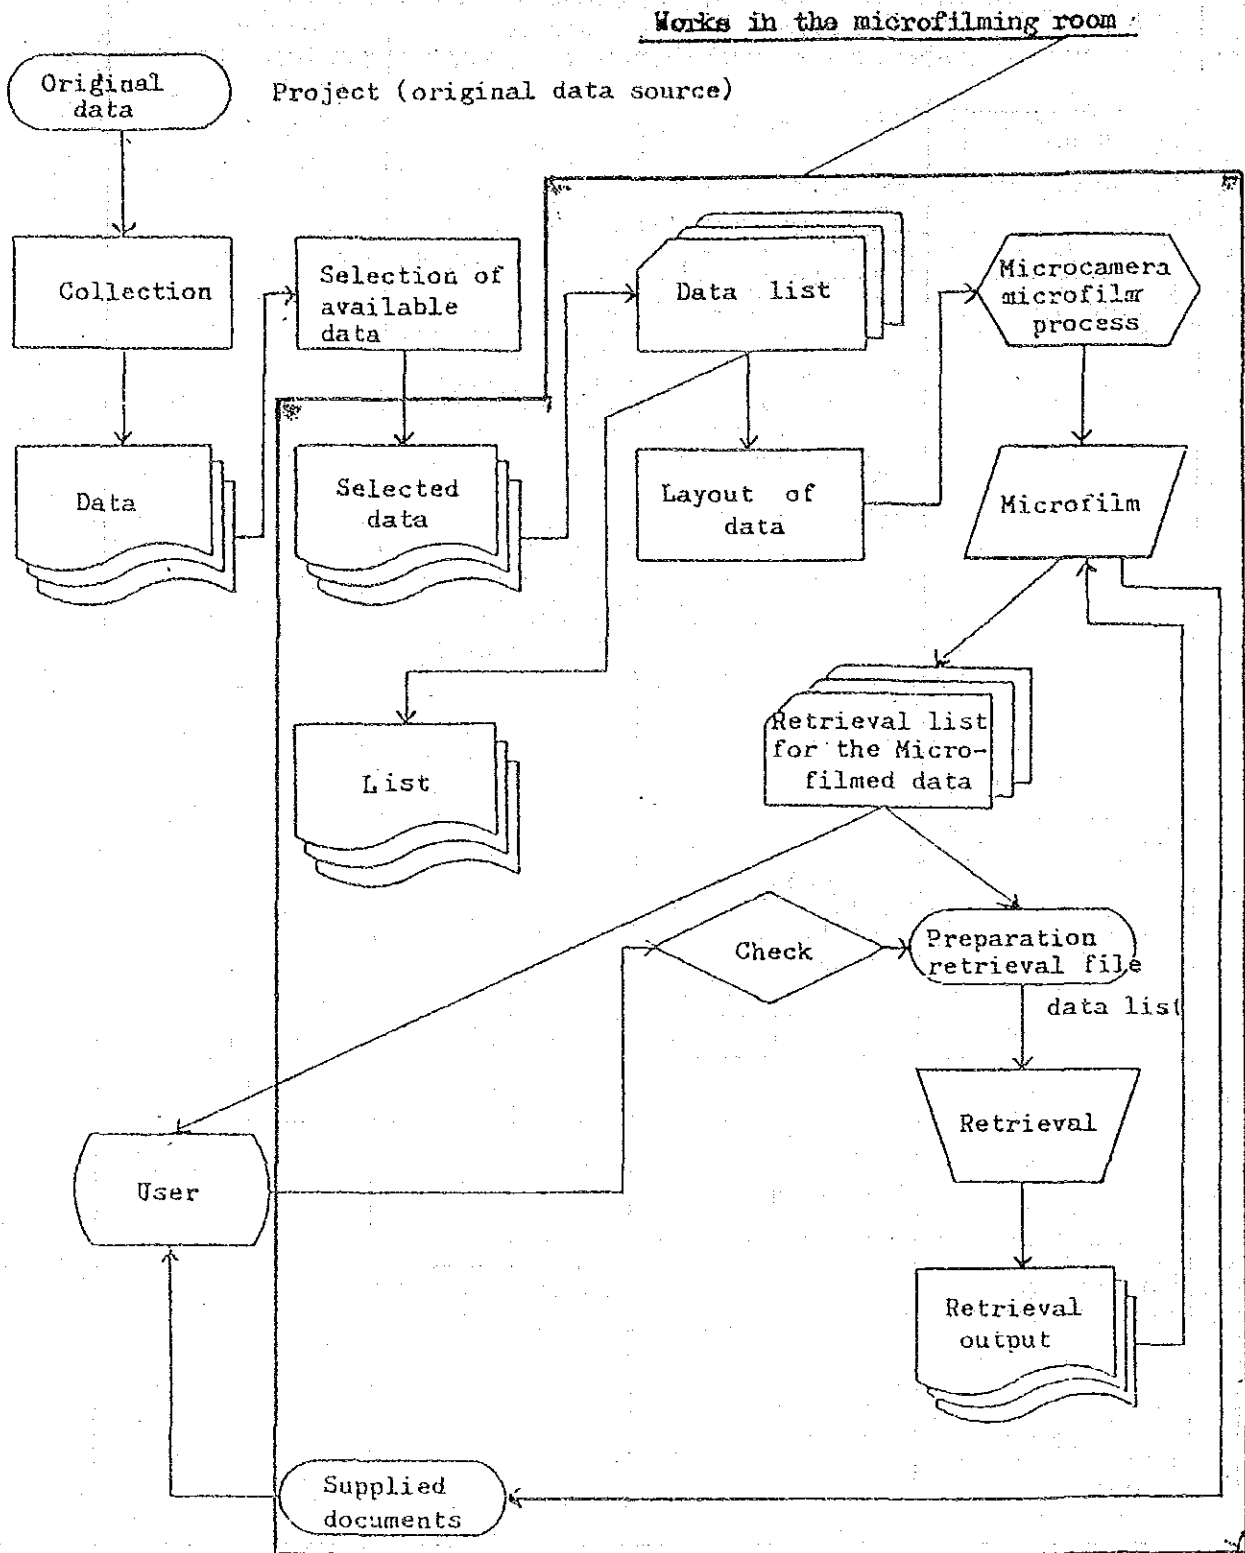 Works in the microfilming room
Original
data
Project (original data source)
Collection
Selection of
available
data
Data list
Microcamera
microfilm
process
Data
Selected
data
Layout of
data
Microfilm
Retrieval list
for the Micro-
filmed data
List
Check
Preparation
retrieval file
data list
Retrieval
User
Retrieval
output
Supplied
documents